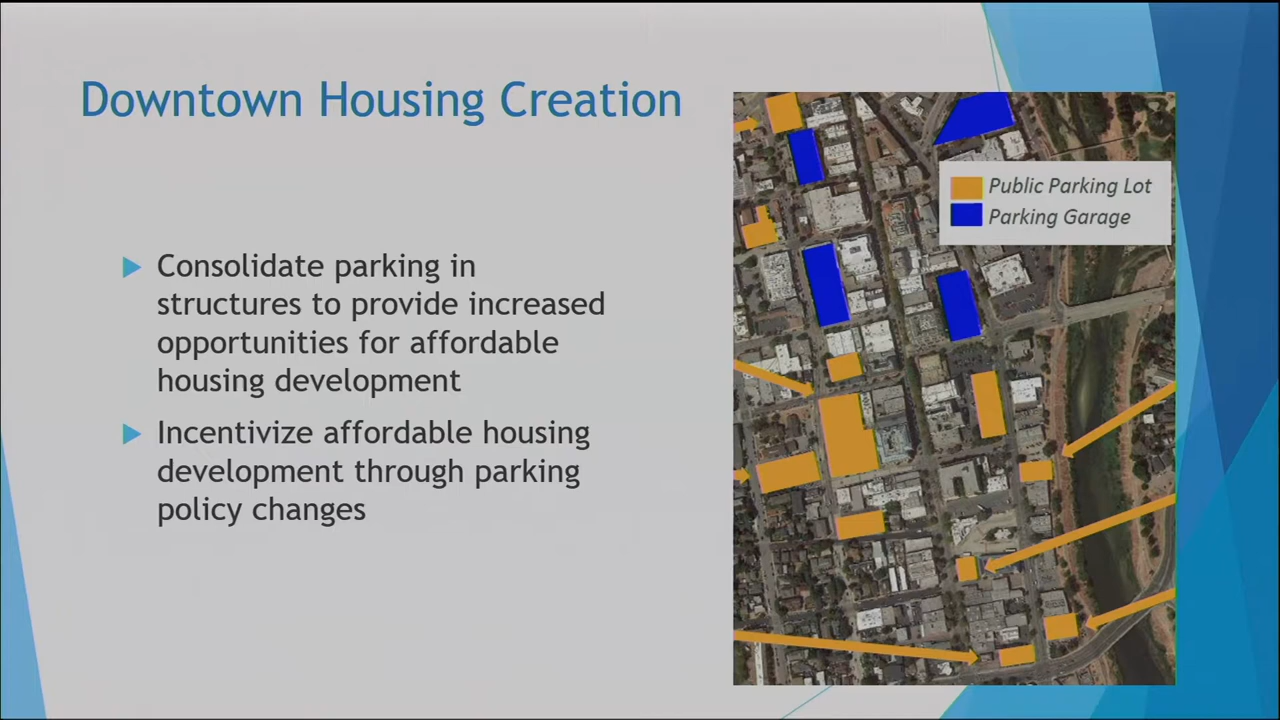 Downtown Housing Creation
Public Parking Lot
Parking Garage
Consolidate parking in
structures to provide increased
opportunities for affordable
housing development
Incentivize affordable housing
development through parking
policy changes